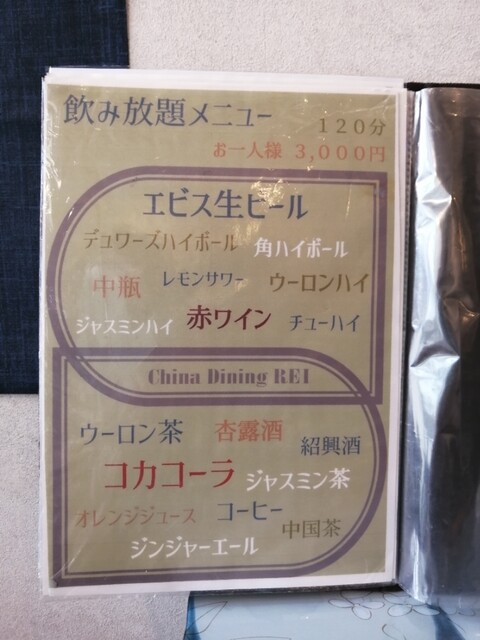 飲み放題メニュー
120分
お一人様 3,000円
エビス生ビール
デュワーズハイボール 角ハイボール
中瓶 レモンサワー ウーロンハイ
ジャスミンハイ 赤ワイン チューハイ
China Dining REI
ウーロン茶 杏露酒 紹興酒
コカコーラ ジャスミン茶
オレンジジュース コーヒー 中国茶
ジンジャーエール